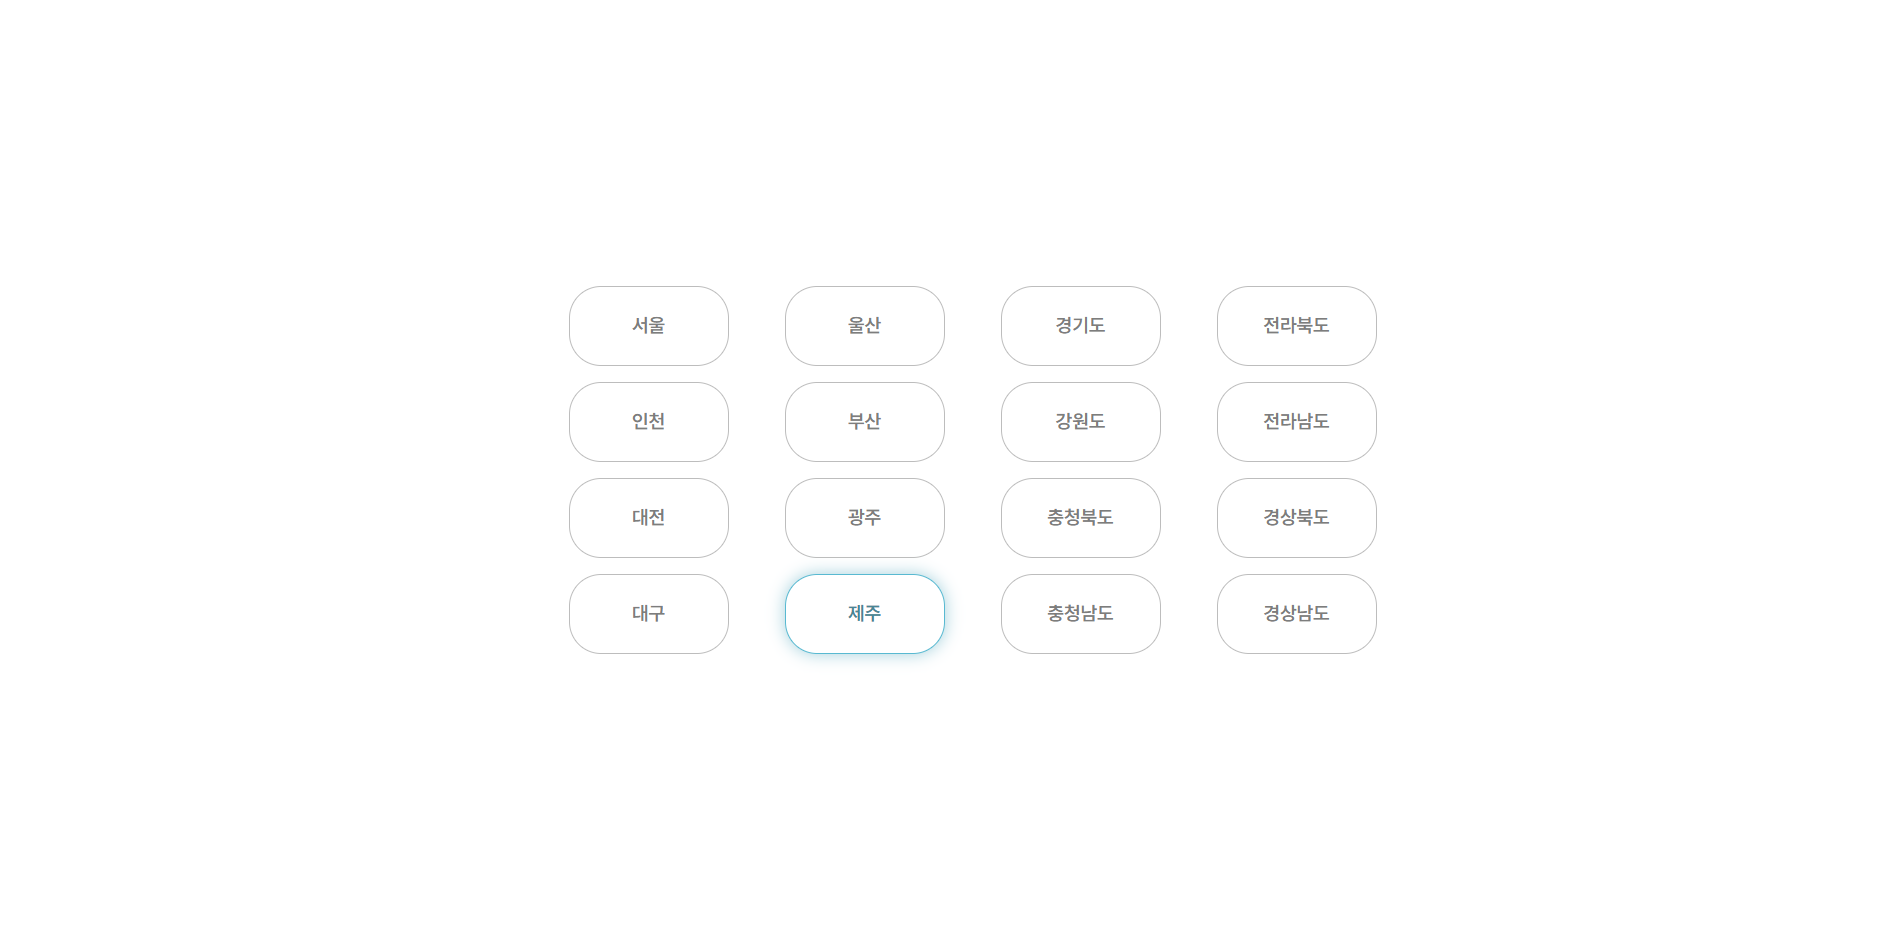 서울 울산 경기도 전라북도
인천 부산 강원도 전라남도
대전 광주 충청북도 경상북도
대구 제주 충청남도 경상남도